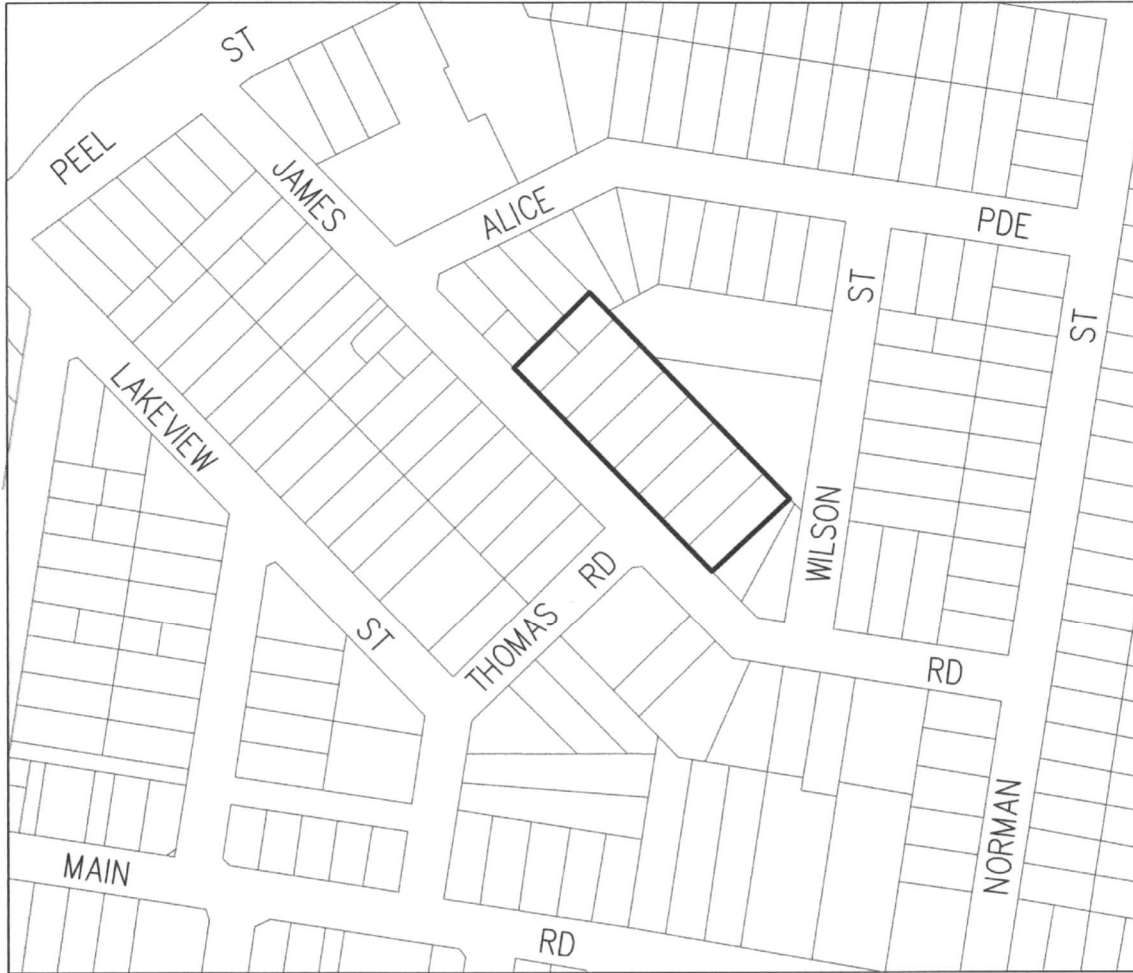 PEEL ST
JAMES RD
ALICE PDE
LAKEVIEW ST
THOMAS RD
WILSON ST
NORMAN ST
MAIN RD